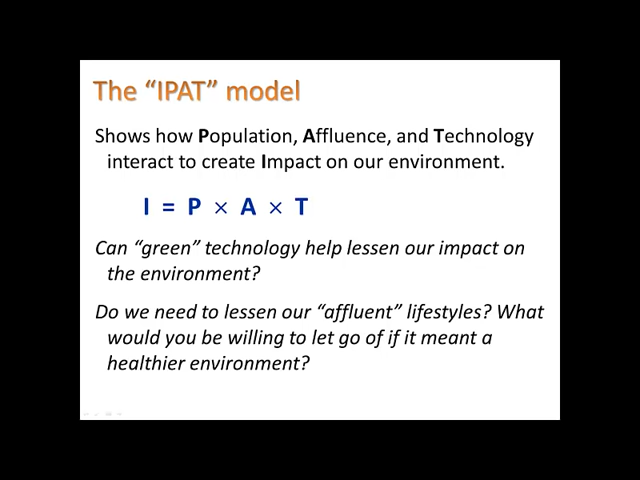 The “IPAT” model
Shows how Population, Affluence, and Technology
interact to create Impact on our environment.
I = P × A × T
Can “green” technology help lessen our impact on
the environment?
Do we need to lessen our “affluent” lifestyles? What
would you be willing to let go of if it meant a
healthier environment?